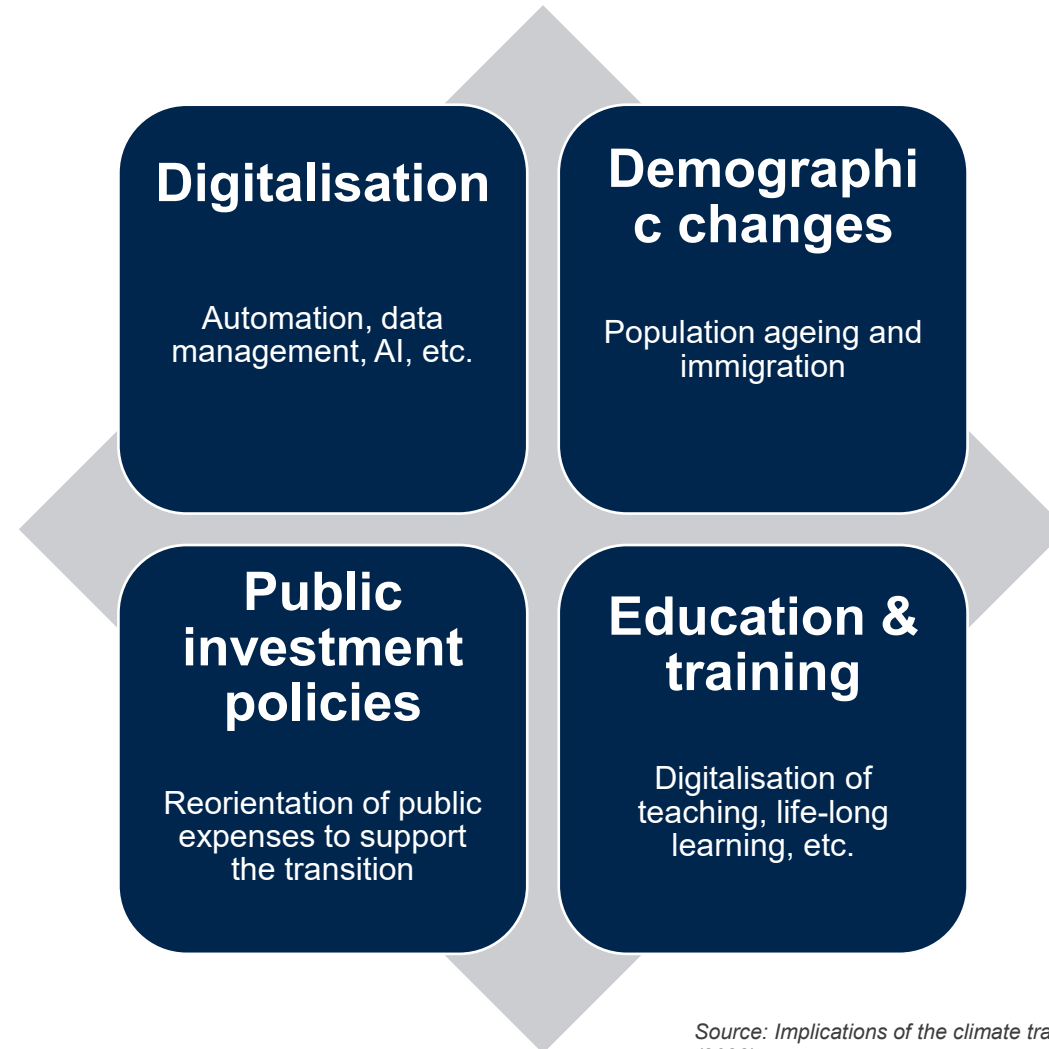 Digitalisation
Automation, data
management, AI, etc.
Demographi
c changes
Population ageing and
immigration
Public
investment
policies
Reorientation of public
expenses to support
the transition
Education &
training
Digitalisation of
teaching, life-long
learning, etc.
Source: Implications of the climate